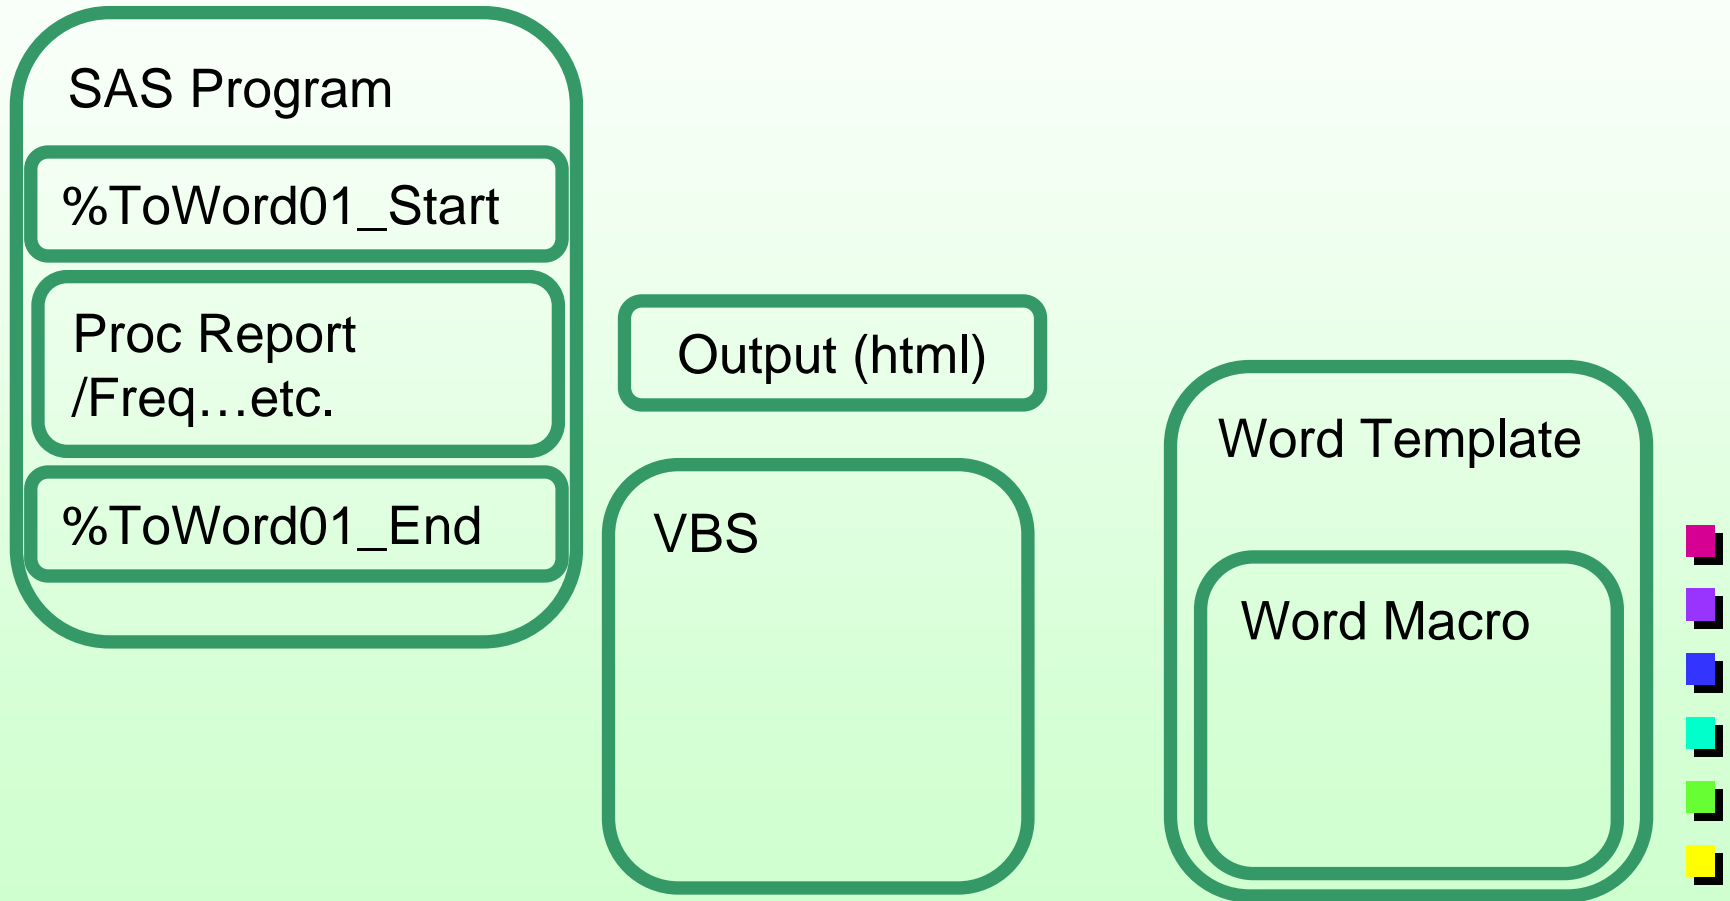 SAS Program
%ToWord01_Start
Proc Report
/Freq…etc.
%ToWord01_End
Output (html)
VBS
Word Template
Word Macro